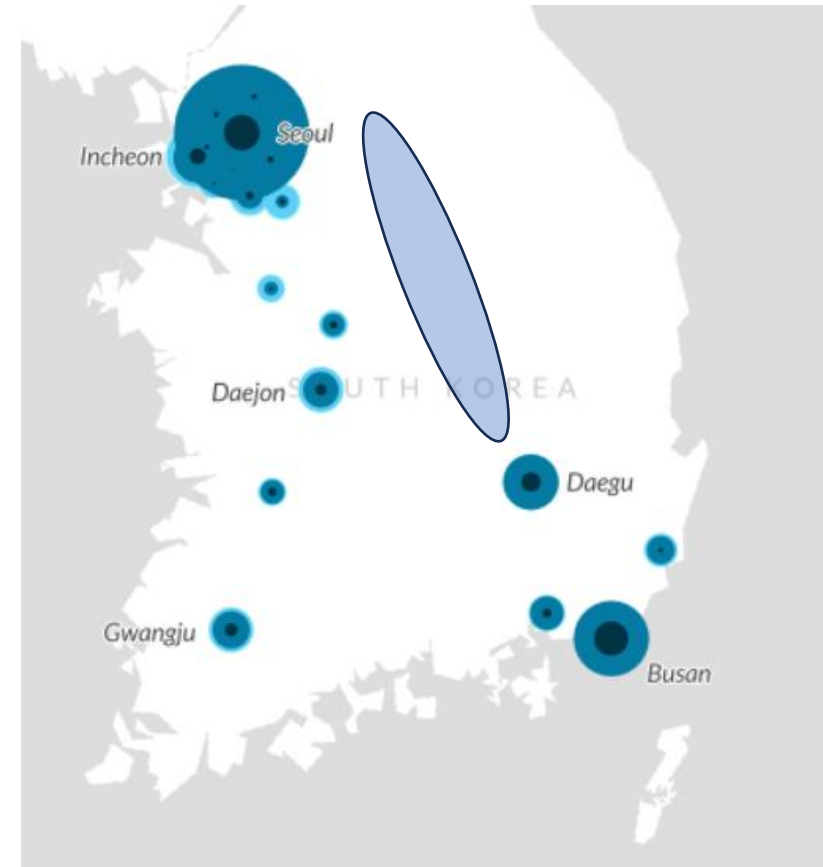 Seoul
Incheon
Daejon
SOUTH KOREA
Daegu
Gwangju
Busan